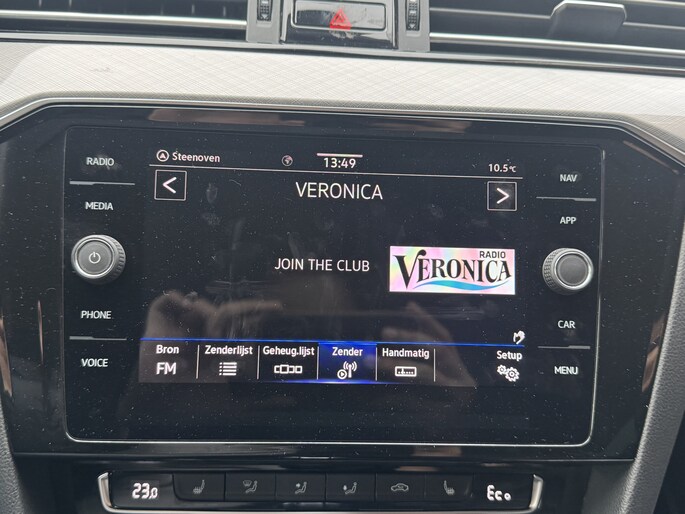 RADIO
MEDIA
PHONE
VOICE
Steenoven
13:49
10.5°C
VERONICA
JOIN THE CLUB
RADIO
VERONICA
Bron
FM
Zenderlijst
Geheug.lijst
Zender
Handmatig
Setup
NAV
APP
CAR
MENU
23.0
Eco